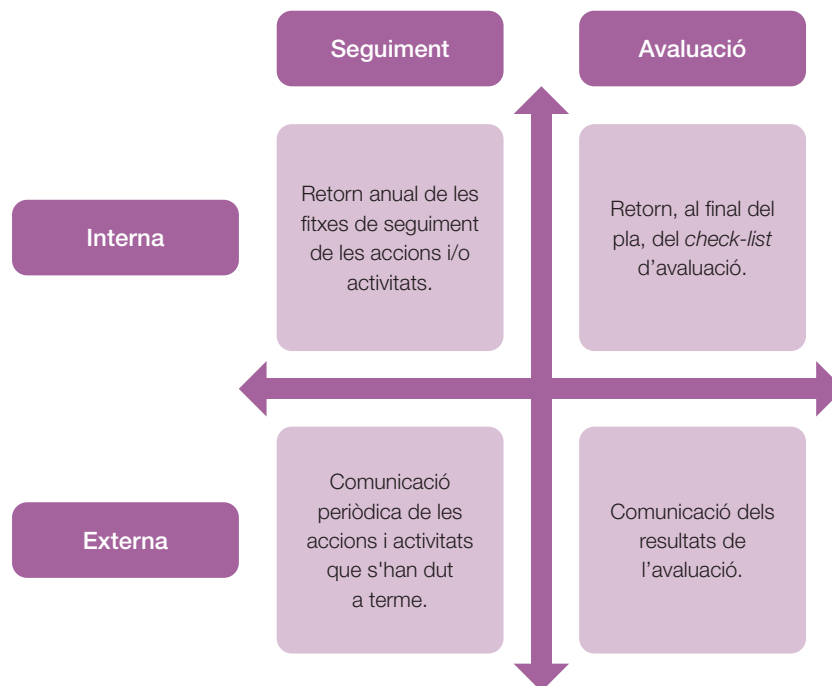 Seguiment
Avaluació
Interna
Retorn anual de les
fitxes de seguiment
de les accions i/o
activitats.
Retorn, al final del
pla, del check-list
d’avaluació.
Externa
Comunicació
periòdica de les
accions i activitats
que s'han dut
a terme.
Comunicació dels
resultats de
l’avaluació.